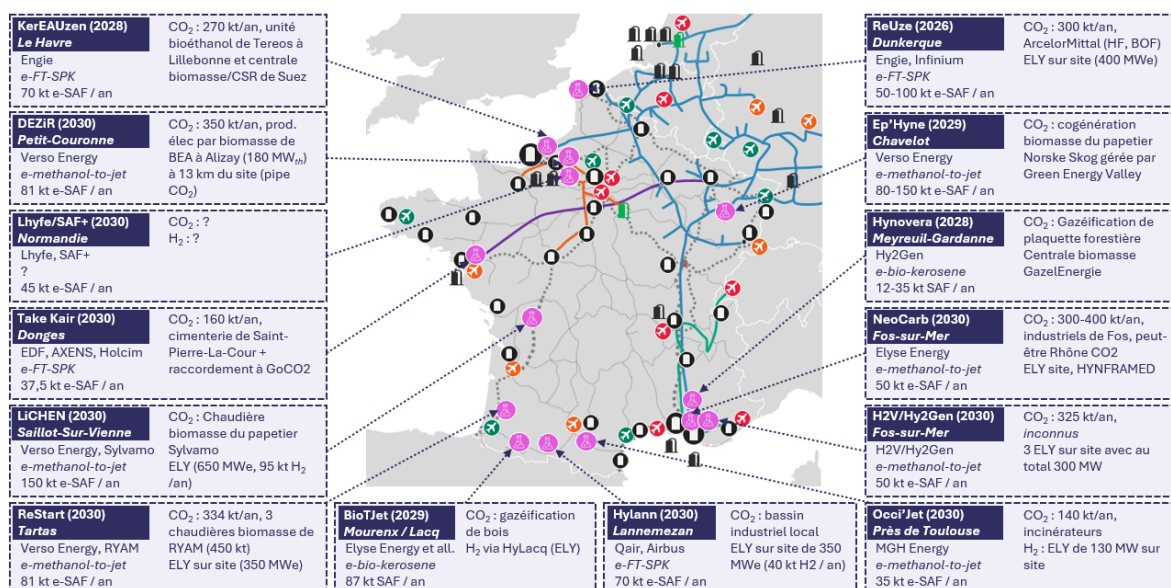 KerEAUzen (2028)
Le Havre
Engie
e-FT-SPK
70 kt e-SAF / an
CO₂ : 270 kt/an, unité
bioéthanol de Tereos à
Lillebonne et centrale
biomasse/CSR de Suez
DEZiR (2030)
Petit-Couronne
Verso Energy
e-methanol-to-jet
81 kt e-SAF / an
CO₂ : 350 kt/an, prod.
élec par biomasse de
BEA à Alizay (180 MWₜₕ)
à 13 km du site (pipe
CO₂)
Lhyfe/SAF+ (2030)
Normandie
Lhyfe, SAF+
?
45 kt e-SAF / an
CO₂ : ?
H₂ : ?
Take Kair (2030)
Donges
EDF, AXENS, Holcim
e-FT-SPK
37,5 kt e-SAF / an
CO₂ : 160 kt/an,
cimenterie de Saint-
Pierre-La-Cour +
raccordement à GoCO2
LiCHEN (2030)
Saillot-Sur-Vienne
Verso Energy, Sylvamo
e-methanol-to-jet
150 kt e-SAF / an
CO₂ : Chaudière
biomasse du papetier
Sylvamo
ELY (650 MWe, 95 kt H₂
/an)
ReStart (2030)
Tartas
Verso Energy, RYAM
e-methanol-to-jet
81 kt e-SAF / an
CO₂ : 334 kt/an, 3
chaudières biomasse de
RYAM (450 kt)
ELY sur site (350 MWe)
BioTJet (2029)
Mourenx / Lacq
Elyse Energy et all.
e-bio-kerosene
87 kt SAF / an
CO₂ : gazéification
de bois
H₂ via HyLacq (ELY)
Hylann (2030)
Lannemezan
Qair, Airbus
e-FT-SPK
70 kt e-SAF / an
CO₂ : bassin
industriel local
ELY sur site de 350
MWe (40 kt H2 / an)
ReUze (2026)
Dunkerque
Engie, Infinium
e-FT-SPK
50-100 kt e-SAF / an
CO₂ : 300 kt/an,
ArcelorMittal (HF, BOF)
ELY sur site (400 MWe)
Ep'Hyne (2029)
Chavelot
Verso Energy
e-methanol-to-jet
80-150 kt e-SAF / an
CO₂ : cogénération
biomasse du papetier
Norske Skog gérée par
Green Energy Valley
Hynovera (2028)
Meyreuil-Gardanne
Hy2Gen
e-bio-kerosene
12-35 kt SAF / an
CO₂ : Gazéification de
plaquette forestière
Centrale biomasse
GazelEnergie
NeoCarb (2030)
Fos-sur-Mer
Elyse Energy
e-methanol-to-jet
50 kt e-SAF / an
CO₂ : 300-400 kt/an,
industriels de Fos, peut-
être Rhône CO2
ELY site, HYNFRAMED
H2V/Hy2Gen (2030)
Fos-sur-Mer
H2V/Hy2Gen
e-methanol-to-jet
50 kt e-SAF / an
CO₂ : 325 kt/an,
inconnus
3 ELY sur site avec au
total 300 MW
Occi'Jet (2030)
Près de Toulouse
MGH Energy
e-methanol-to-jet
35 kt e-SAF / an
CO₂ : 140 kt/an,
incinérateurs
H₂ : ELY de 130 MW sur
site